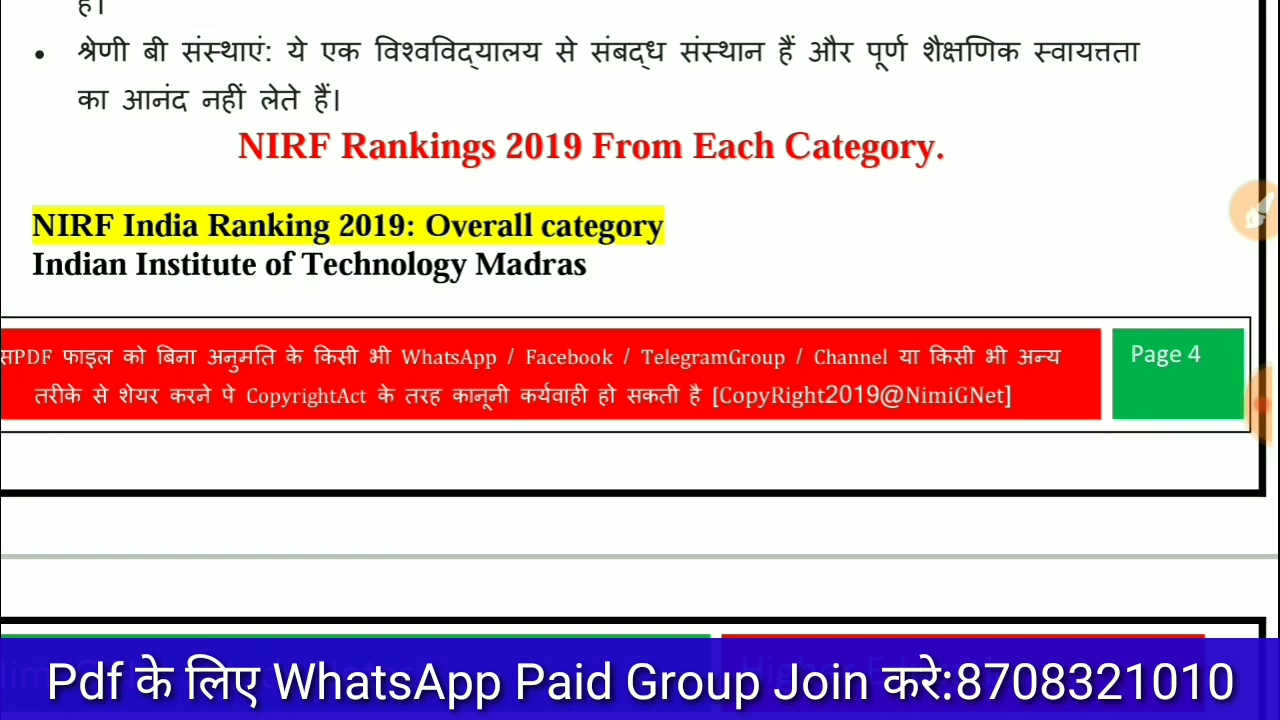 है।
• श्रेणी बी संस्थाएं: ये एक विश्वविद्यालय से संबद्ध संस्थान हैं और पूर्ण शैक्षणिक स्वायत्तता
का आनंद नहीं लेते हैं।
NIRF Rankings 2019 From Each Category.
NIRF India Ranking 2019: Overall category
Indian Institute of Technology Madras
PDF फाइल को बिना अनुमति के किसी भी WhatsApp / Facebook / TelegramGroup / Channel या किसी भी अन्य
तरीके से शेयर करने पे CopyrightAct के तरह कानूनी कर्यवाही हो सकती है [CopyRight2019@NimiGNet]
Page 4
Pdf के लिए WhatsApp Paid Group Join करे:8708321010